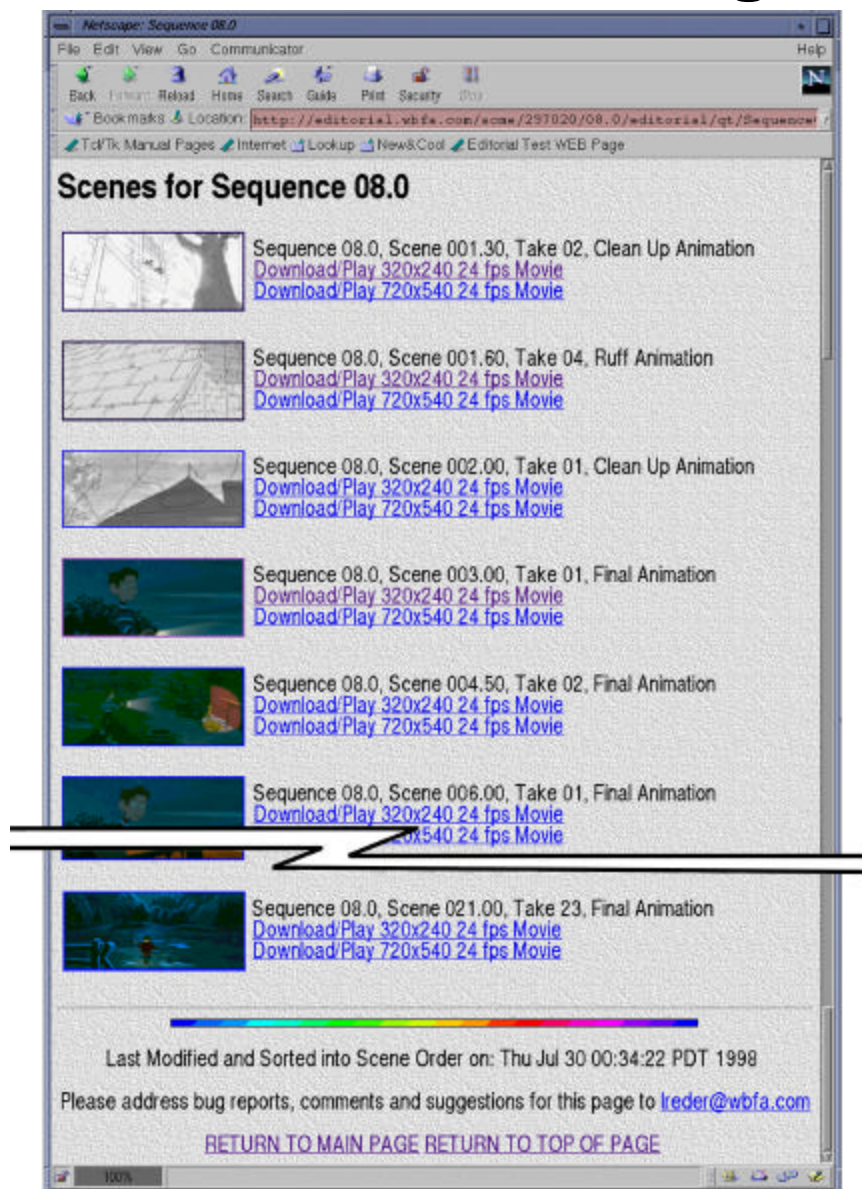 Netscape: Sequence 08.0
File Edit View Go Communicator Help
Back Forward Reload Home Search Guide Print Security Stop
N
Bookmarks Location: http://editorial.wbfa.com/acme/297020/08.0/editorial/qt/Sequence
Tcl/Tk Manual Pages Internet Lookup New&Cool Editorial Test WEB Page
Scenes for Sequence 08.0
Sequence 08.0, Scene 001.30, Take 02, Clean Up Animation
Download/Play 320x240 24 fps Movie
Download/Play 720x540 24 fps Movie
Sequence 08.0, Scene 001.60, Take 04, Ruff Animation
Download/Play 320x240 24 fps Movie
Download/Play 720x540 24 fps Movie
Sequence 08.0, Scene 002.00, Take 01, Clean Up Animation
Download/Play 320x240 24 fps Movie
Download/Play 720x540 24 fps Movie
Sequence 08.0, Scene 003.00, Take 01, Final Animation
Download/Play 320x240 24 fps Movie
Download/Play 720x540 24 fps Movie
Sequence 08.0, Scene 004.50, Take 02, Final Animation
Download/Play 320x240 24 fps Movie
Download/Play 720x540 24 fps Movie
Sequence 08.0, Scene 006.00, Take 01, Final Animation
Download/Play 320x240 24 fps Movie
0x540 24 fps Movie
Sequence 08.0, Scene 021.00, Take 23, Final Animation
Download/Play 320x240 24 fps Movie
Download/Play 720x540 24 fps Movie
Last Modified and Sorted into Scene Order on: Thu Jul 30 00:34:22 PDT 1998
Please address bug reports, comments and suggestions for this page to lreder@wbfa.com
RETURN TO MAIN PAGE RETURN TO TOP OF PAGE
100%